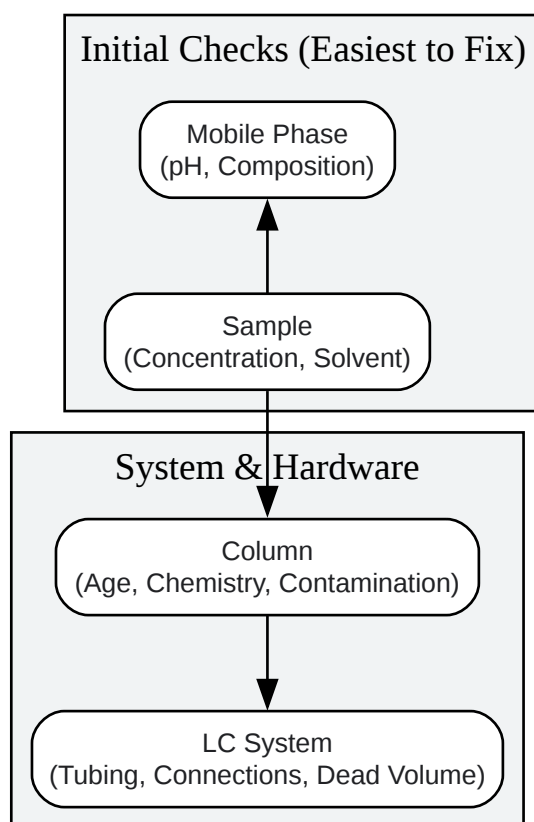 Initial Checks (Easiest to Fix)
Mobile Phase
(pH, Composition)
Sample
(Concentration, Solvent)
System & Hardware
Column
(Age, Chemistry, Contamination)
LC System
(Tubing, Connections, Dead Volume)